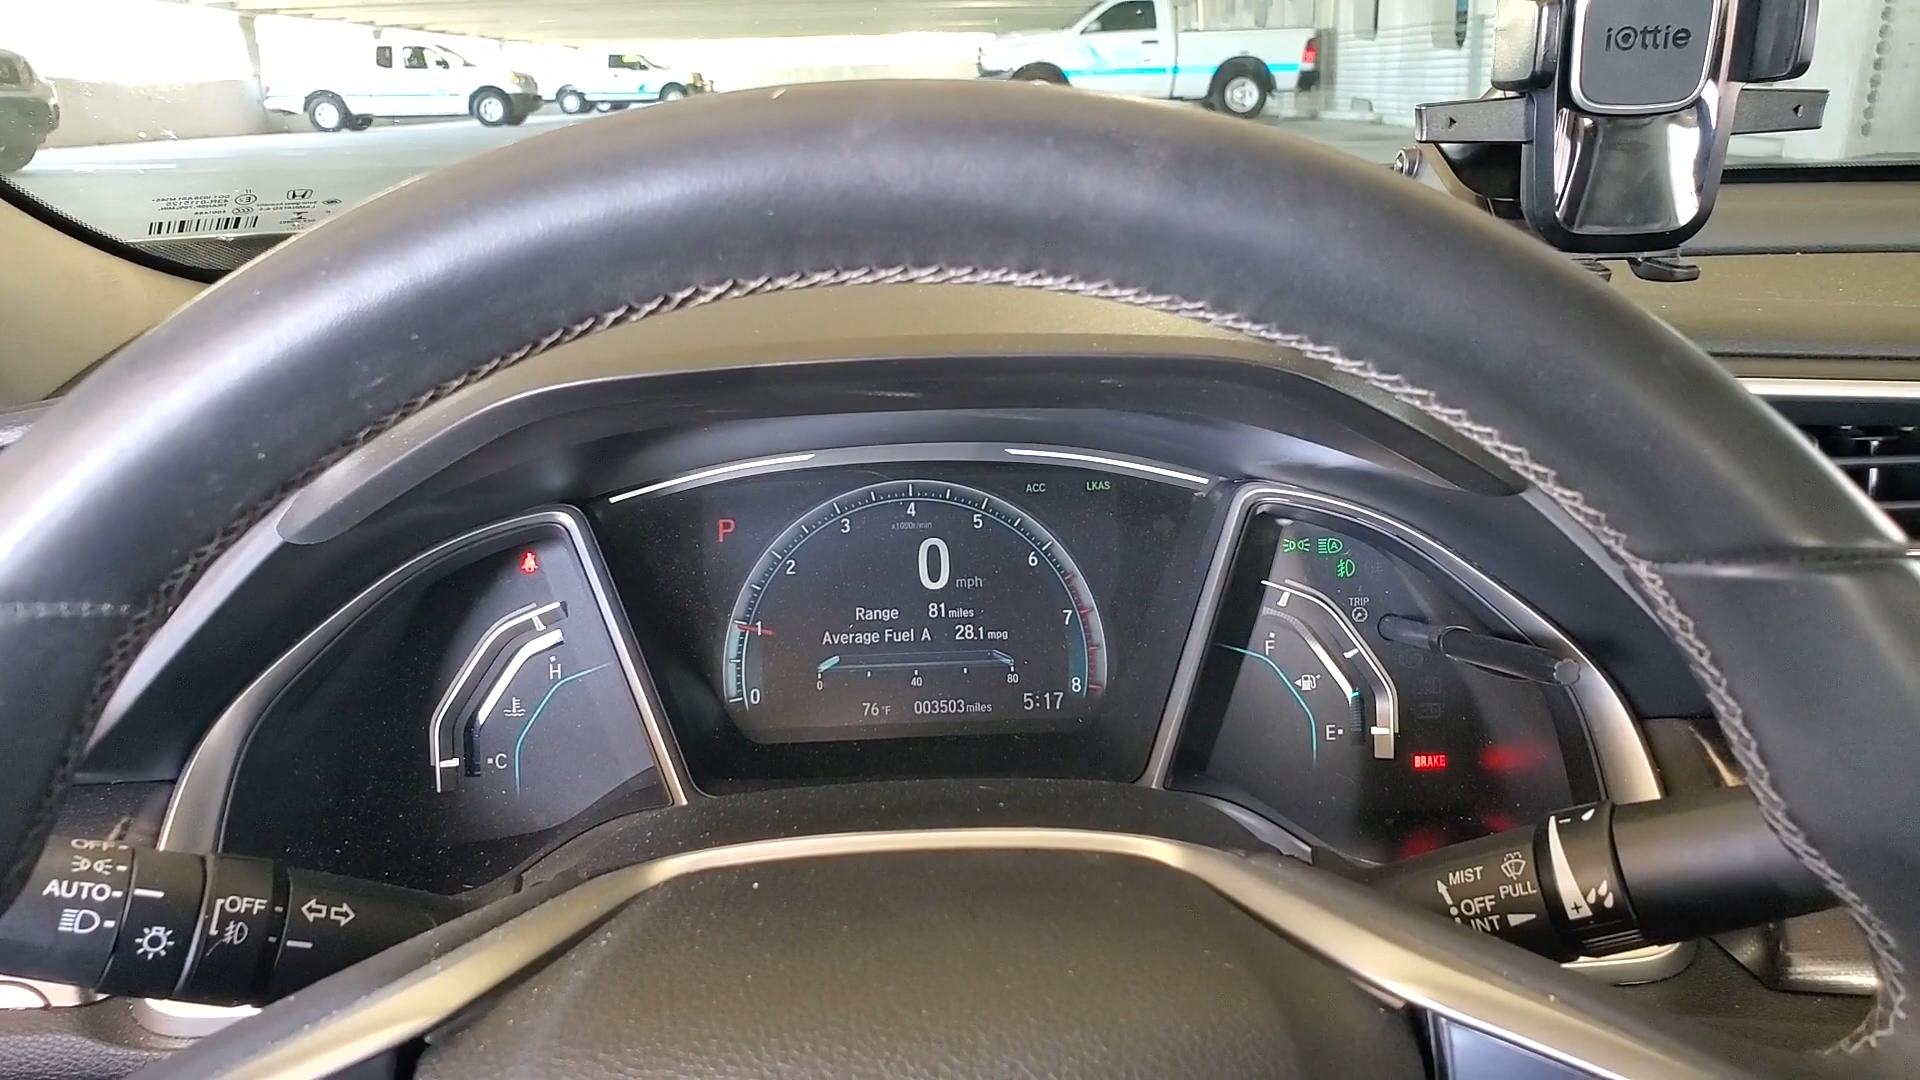 iOttie
ACC
LKAS
P
x1000r/min
0
1
2
3
4
5
6
7
8
0 mph
Range 81 miles
Average Fuel A 28.1 mpg
0 40 80
76°F 003503 miles 5:17
H
C
TRIP
F
E
BRAKE
OFF
AUTO
OFF
MIST
OFF PULL
INT